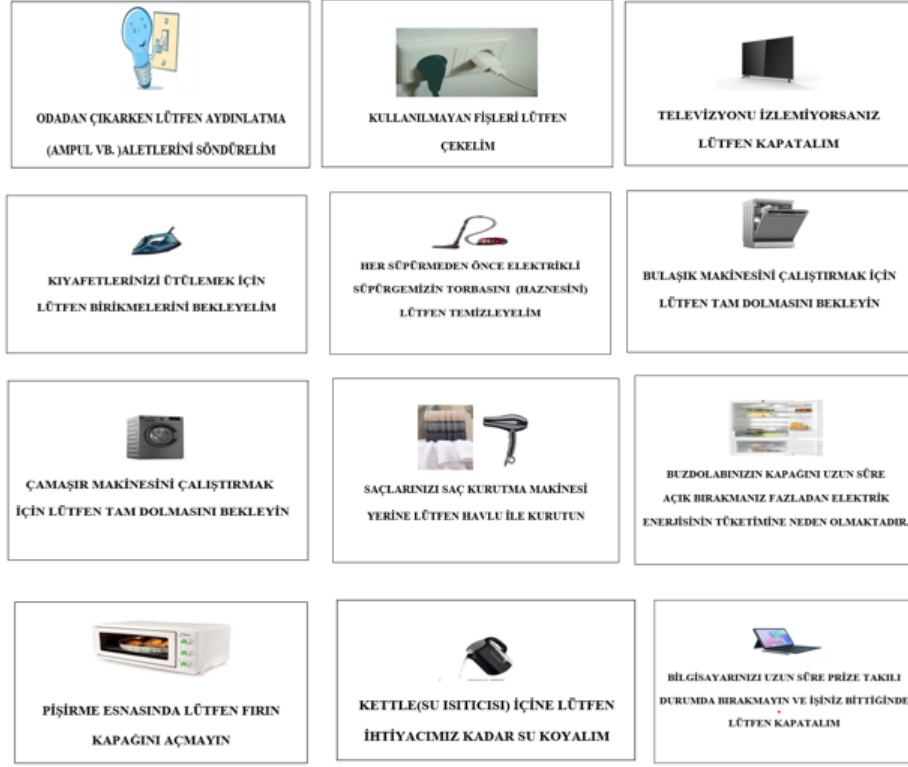 ODADAN ÇIKARKEN LÜTFEN AYDINLATMA
(AMPUL VB. )ALETLERİNİ SÖNDÜRELİM
KULLANILMAYAN FİŞLERİ LÜTFEN
ÇEKELİM
TELEVİZYONU İZLEMİYORSANIZ
LÜTFEN KAPATALIM
KIYAFETLERİNİZİ ÜTÜLEMEK İÇİN
LÜTFEN BİRİKMELERİNİ BEKLEYELİM
HER SÜPÜRMEDEN ÖNCE ELEKTRİKLİ
SÜPÜRGEMİZİN TORBASINI (HAZNESİNİ)
LÜTFEN TEMİZLEYELİM
BULAŞIK MAKİNESİNİ ÇALIŞTIRMAK İÇİN
LÜTFEN TAM DOLMASINI BEKLEYİN
ÇAMAŞIR MAKİNESİNİ ÇALIŞTIRMAK
İÇİN LÜTFEN TAM DOLMASINI BEKLEYİN
SAÇLARINIZI SAÇ KURUTMA MAKİNESİ
YERİNE LÜTFEN HAVLU İLE KURUTUN
BUZDOLABINIZIN KAPAĞINI UZUN SÜRE
AÇIK BIRAKMANIZ FAZLADAN ELEKTRİK
ENERJİSİNİN TÜKETİMİNE NEDEN OLMAKTADIR.
PİŞİRME ESNASINDA LÜTFEN FIRIN
KAPAĞINI AÇMAYIN
KETTLE(SU ISITICISI) İÇİNE LÜTFEN
İHTİYACIMIZ KADAR SU KOYALIM
BİLGİSAYARINIZI UZUN SÜRE PRİZE TAKILI
DURUMDA BIRAKMAYIN VE İŞİNİZ BİTTİĞİNDE
LÜTFEN KAPATALIM